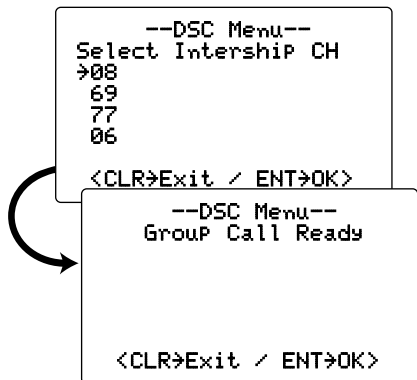 --DSC Menu--
Select Intership CH
→08
69
77
06
<CLR→Exit / ENT→OK>
--DSC Menu--
Group Call Ready
<CLR→Exit / ENT→OK>